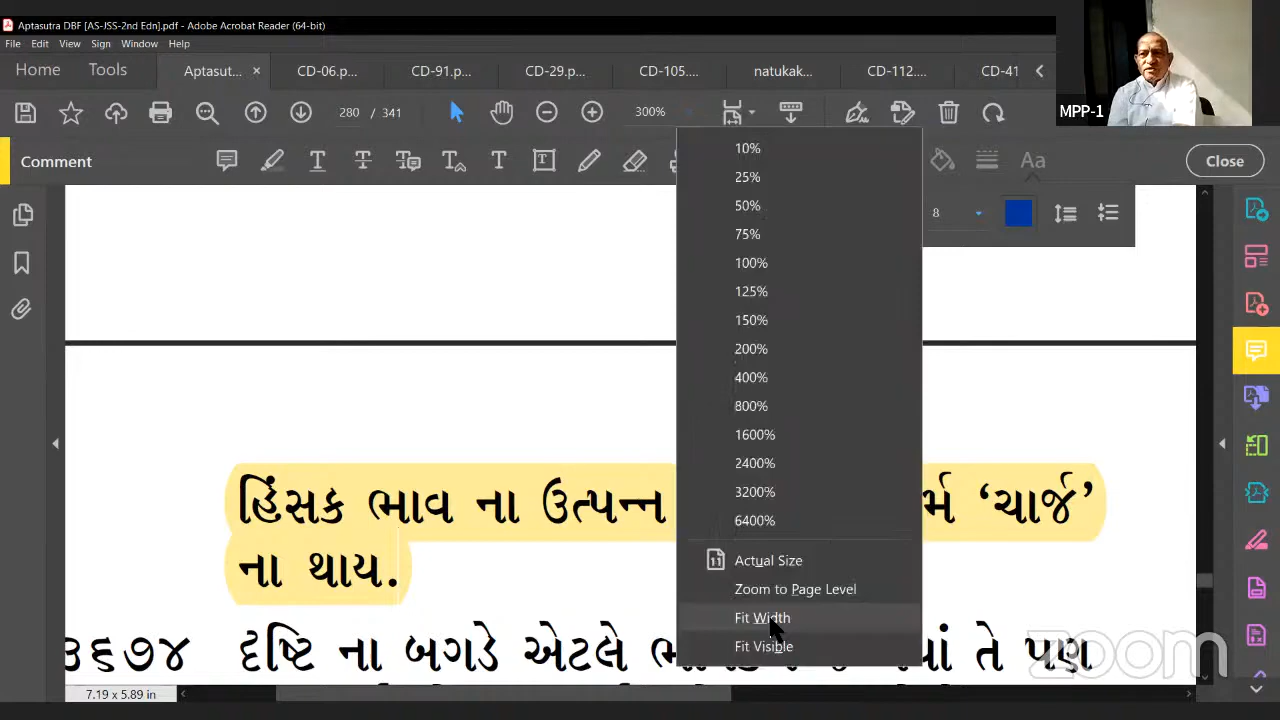 Aptasutra DBF [AS-JSS-2nd Edn].pdf - Adobe Acrobat Reader (64-bit)
File Edit View Sign Window Help
Home Tools Aptasut... × CD-06.p... CD-91.p... CD-29.p... CD-105.... natukak... CD-112.... CD-41
MPP-1
280 / 341 300%
Comment Aa Close
8
10%
25%
50%
75%
100%
125%
150%
200%
400%
800%
1600%
2400%
3200%
6400%
Actual Size
Zoom to Page Level
Fit Width
Fit Visible
હિંસક ભાવ ના ઉત્પન્ન ‘ચાર્જ’
ના થાય.
૩૬૭૪ દૃષ્ટિ ના બગડે એટલે તે પણ
zoom
7.19 x 5.89 in